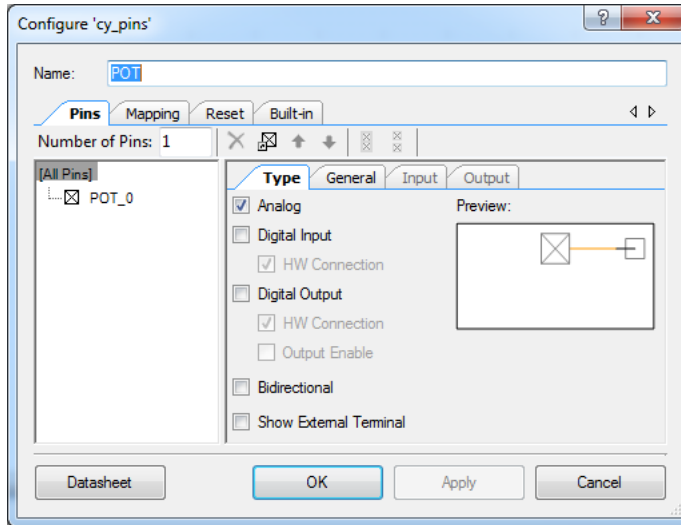 Configure 'cy_pins'
Name: POT
Pins Mapping Reset Built-in
Number of Pins: 1
[All Pins]
POT_0
Type General Input Output
Analog
Preview:
Digital Input
HW Connection
Digital Output
HW Connection
Output Enable
Bidirectional
Show External Terminal
Datasheet OK Apply Cancel